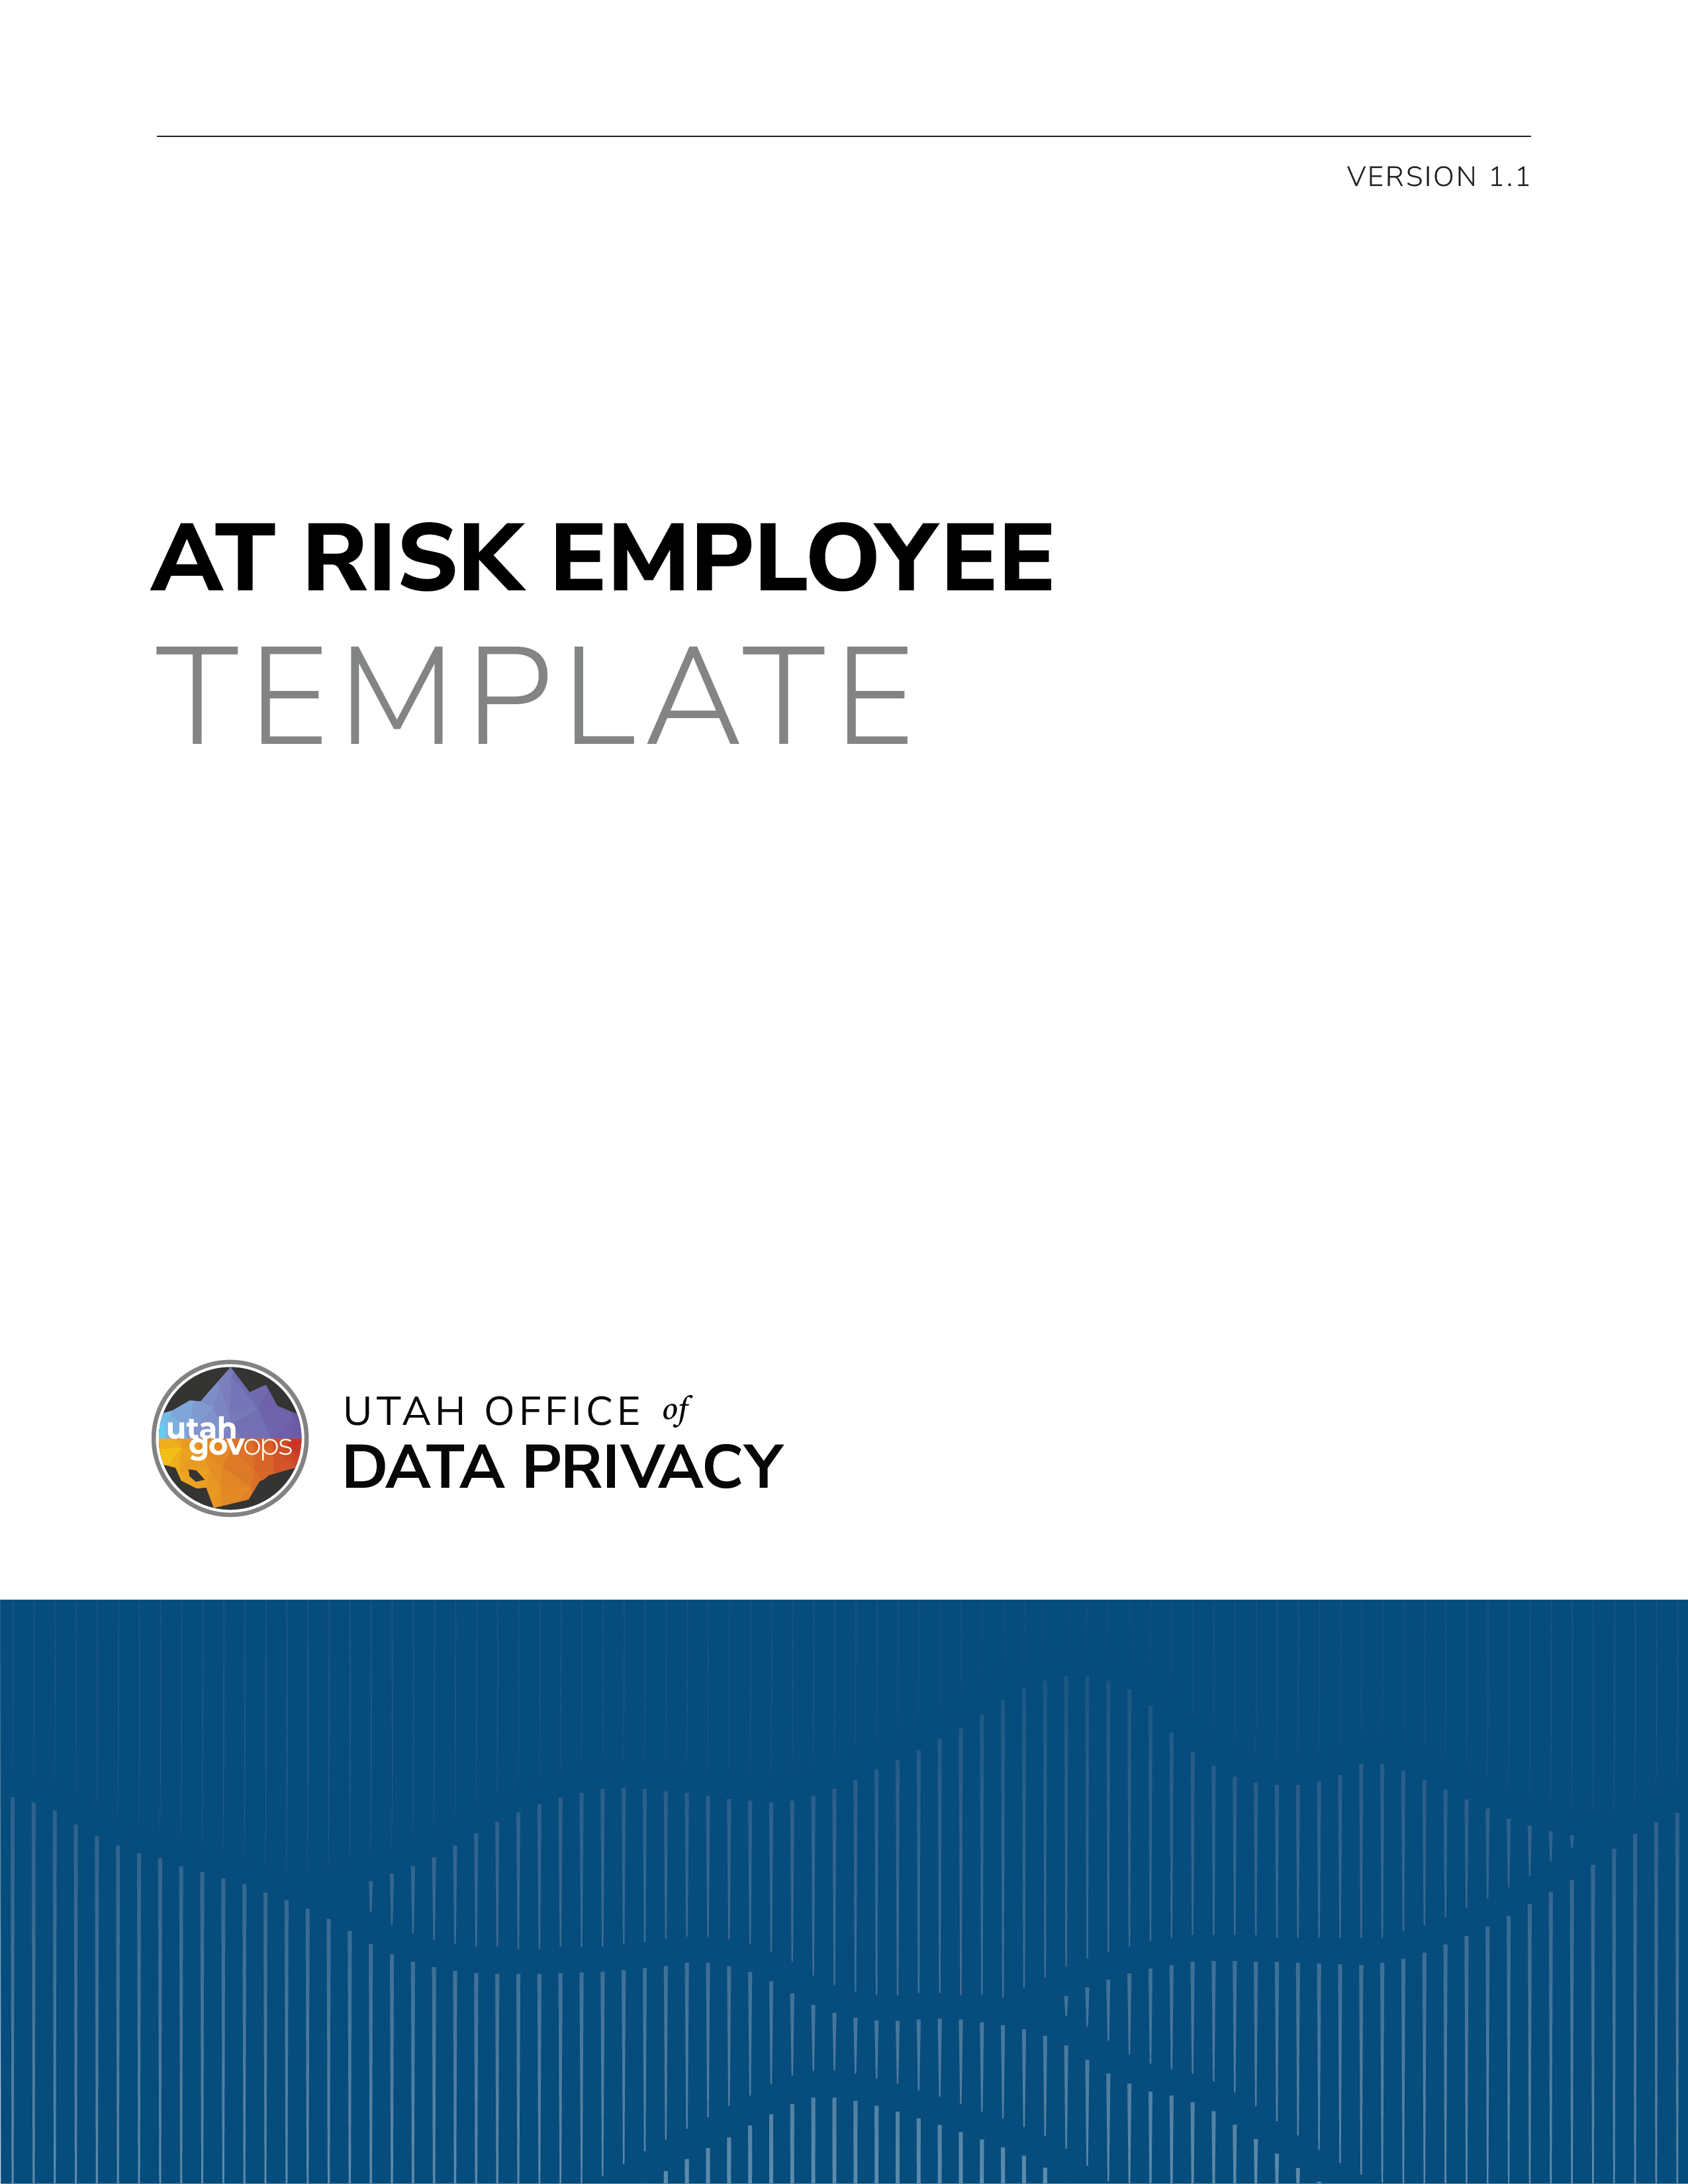 VERSION 1.1
AT RISK EMPLOYEE
TEMPLATE
utah
govops
UTAH OFFICE of
DATA PRIVACY